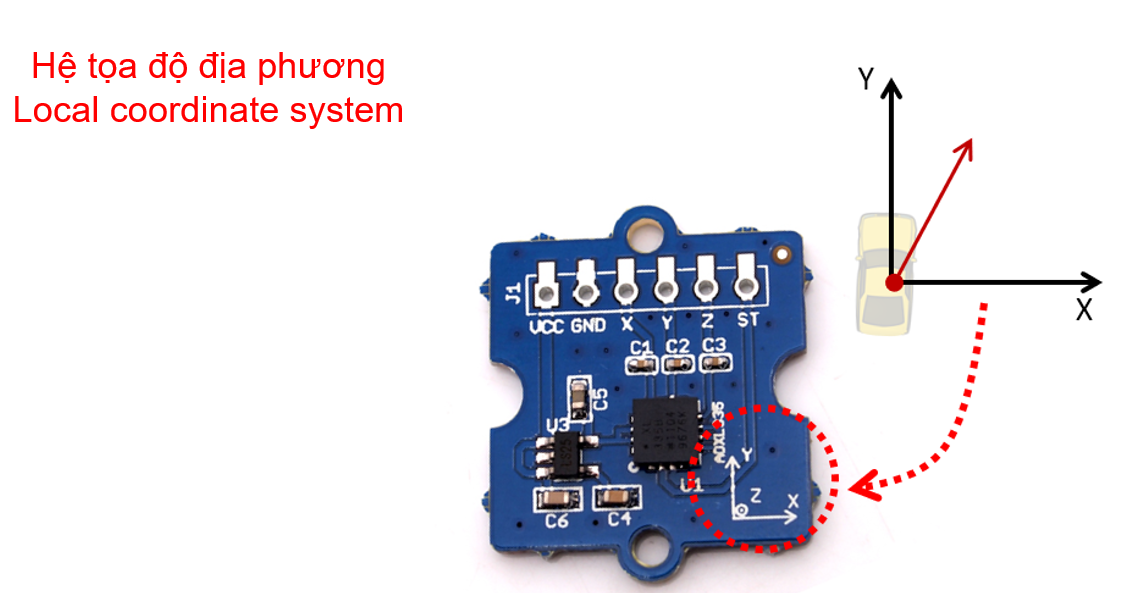 Hệ tọa độ địa phương
Local coordinate system
Y
X
J1
VCC GND X Y Z ST
C1 C2 C3
C5
U3
ADXL335
U1
Y
Z
X
C6 C4